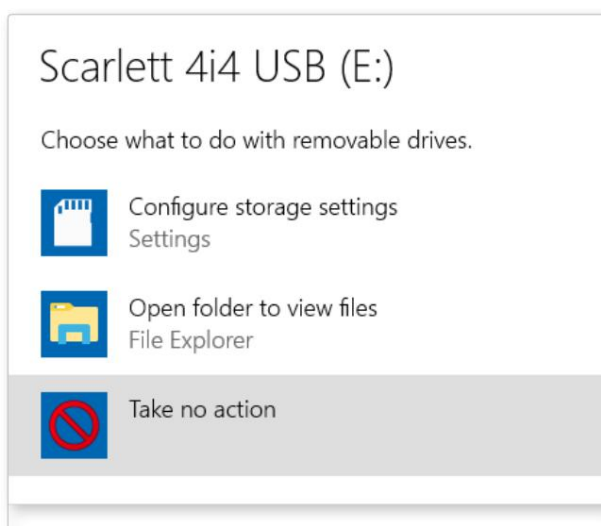 Scarlett 4i4 USB (E:)
Choose what to do with removable drives.
Configure storage settings
Settings
Open folder to view files
File Explorer
Take no action